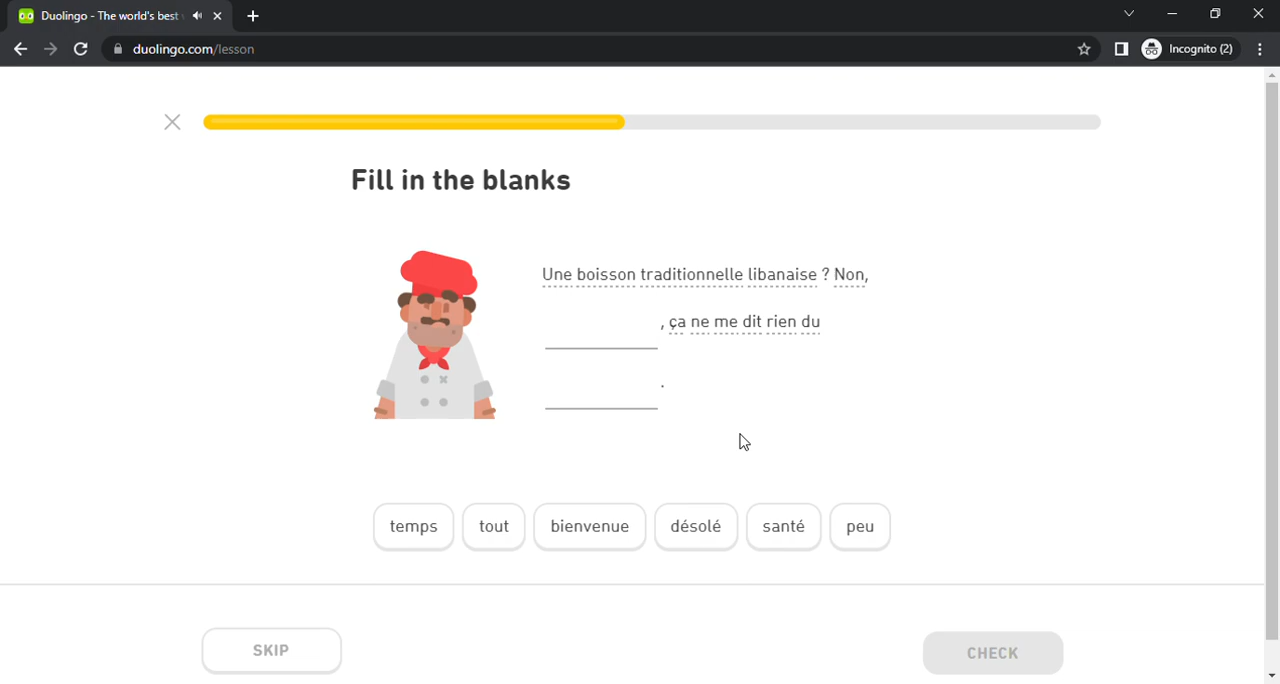 Duolingo - The world's best
duolingo.com/lesson
Incognito (2)
Fill in the blanks
Une boisson traditionnelle libanaise ? Non,
, ça ne me dit rien du
.
temps tout bienvenue désolé santé peu
SKIP CHECK